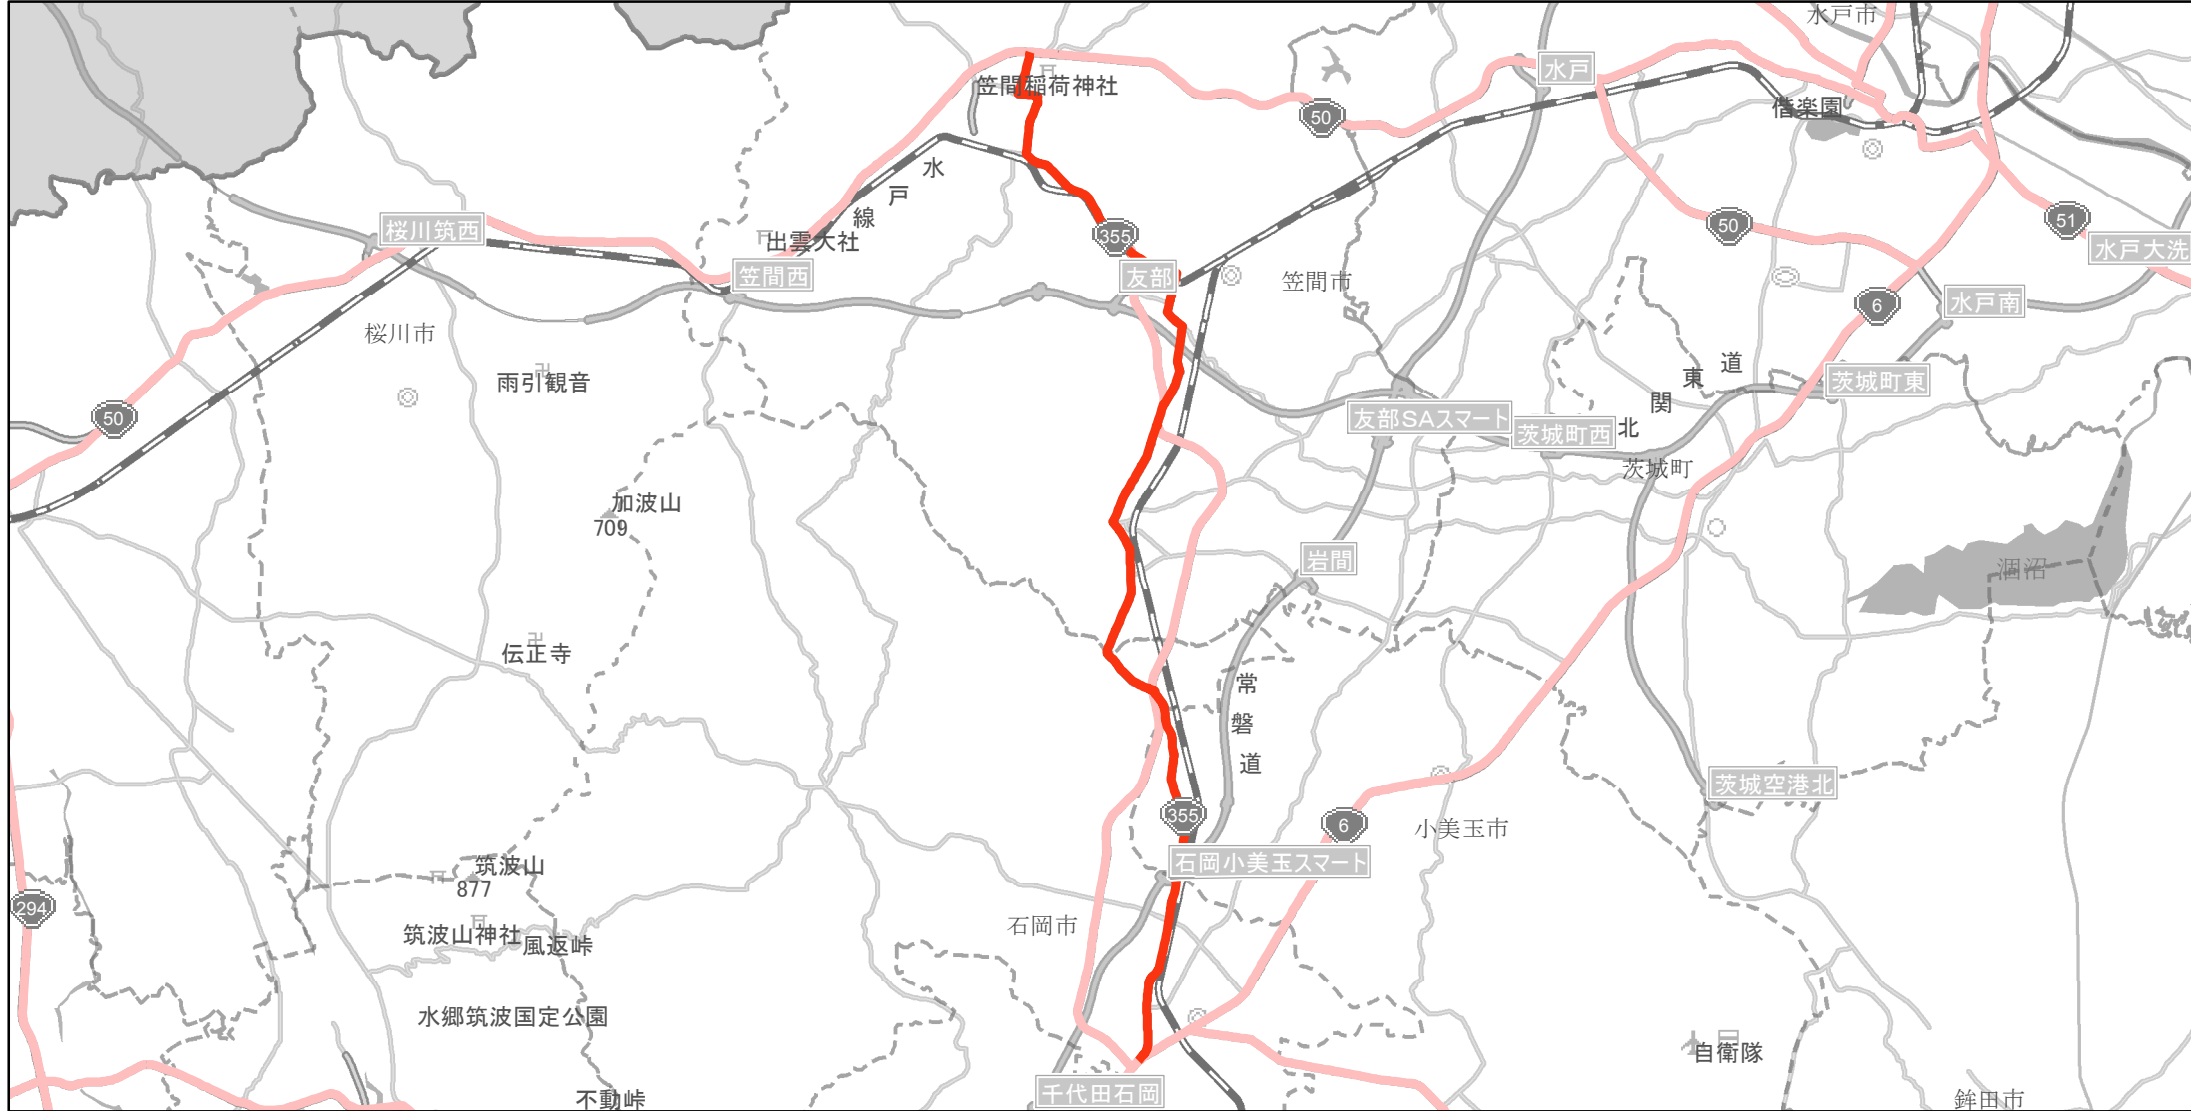 水戸市
水戸
笠間稲荷神社
偕楽園
50
水
戸
線
桜川筑西
355
50
51
出雲大社
水戸大洗
笠間西
友部
笠間市
6
水戸南
桜川市
雨引観音
道
東
関
北
茨城町東
50
友部SAスマート
茨城町西
茨城町
加波山
709
岩間
涸沼
伝正寺
常
磐
道
茨城空港北
355
6
小美玉市
石岡小美玉スマート
筑波山
877
294
石岡市
筑波山神社
風返峠
水郷筑波国定公園
自衛隊
千代田石岡
不動峠
鉾田市